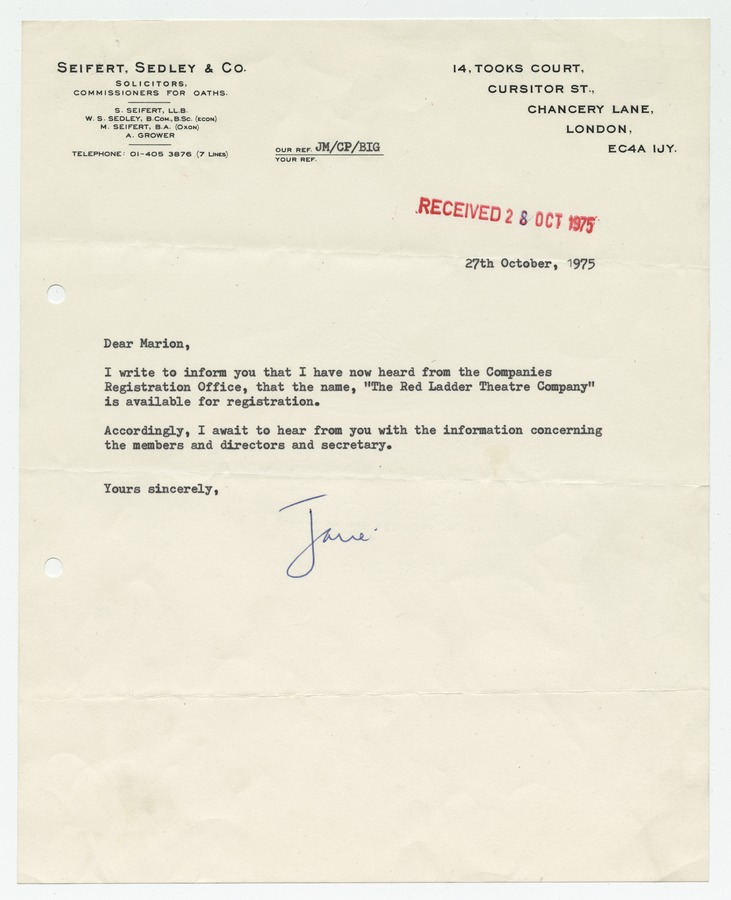 SEIFERT, SEDLEY & CO.
SOLICITORS,
COMMISSIONERS FOR OATHS.
S. SEIFERT, LL.B.
W. S. SEDLEY, B.COM., B.SC. (ECON)
M. SEIFERT, B.A. (OXON)
A. GROWER
TELEPHONE: 01-405 3876 (7 LINES)
OUR REF. JM/CP/BIG
YOUR REF.
14, TOOKS COURT,
CURSITOR ST.,
CHANCERY LANE,
LONDON,
EC4A 1JY.
RECEIVED 28 OCT 1975
27th October, 1975
Dear Marion,
I write to inform you that I have now heard from the Companies
Registration Office, that the name, "The Red Ladder Theatre Company"
is available for registration.
Accordingly, I await to hear from you with the information concerning
the members and directors and secretary.
Yours sincerely,
Jane